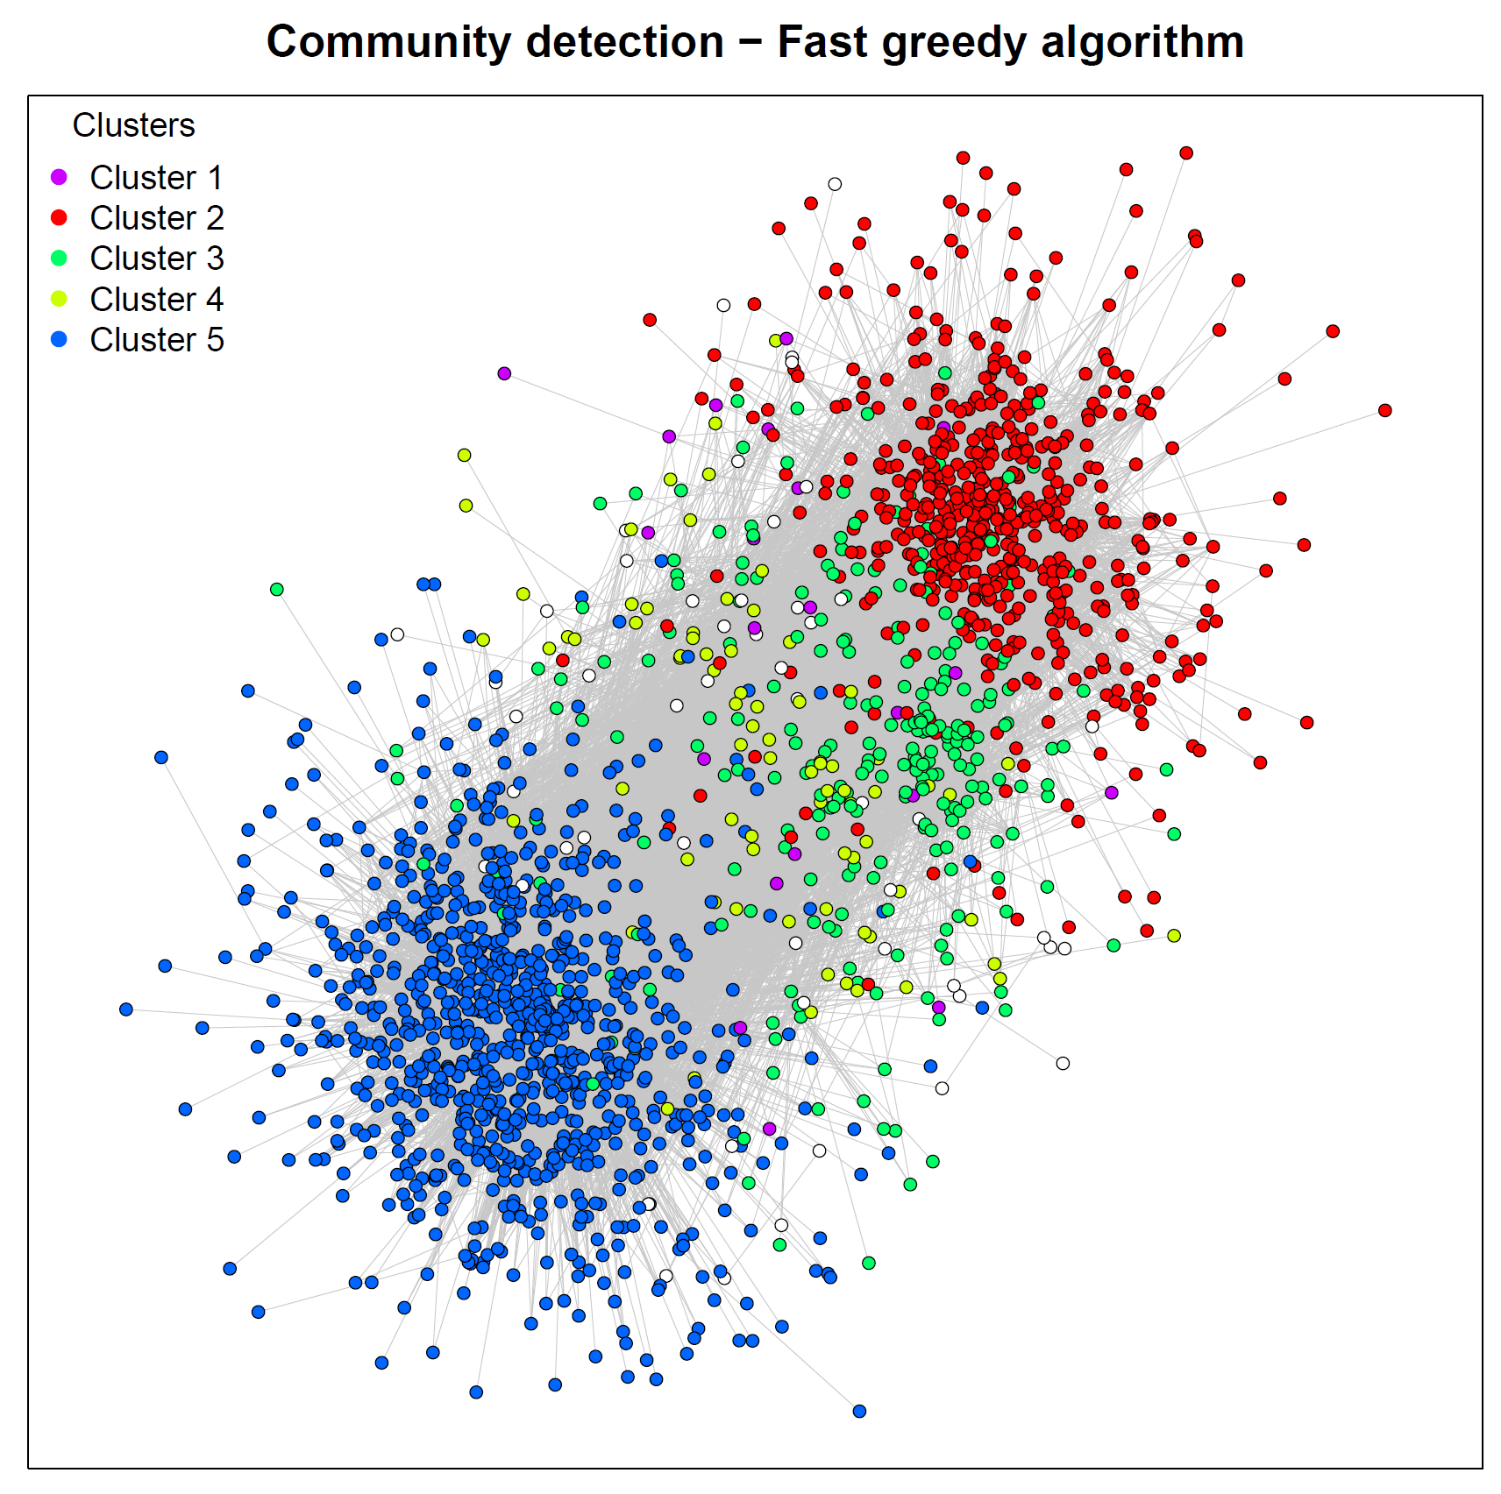 Community detection − Fast greedy algorithm
Clusters
Cluster 1
Cluster 2
Cluster 3
Cluster 4
Cluster 5